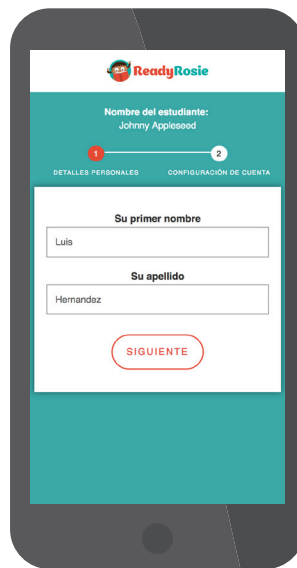 ReadyRosie
Nombre del estudiante:
Johnny Appleseed
1 2
DETALLES PERSONALES CONFIGURACIÓN DE CUENTA
Su primer nombre
Luis
Su apellido
Hernandez
SIGUIENTE